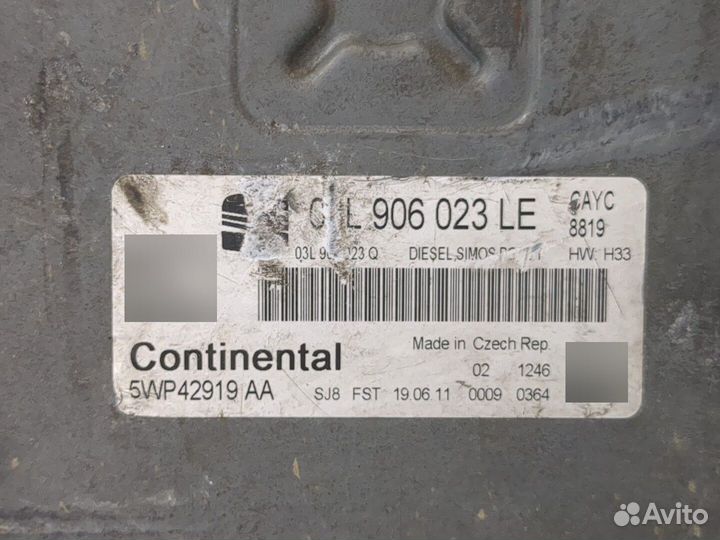 906 023 LE
CAYC
8819
03L 023 Q DIESEL SIMOS HW: H33
Continental
Made in Czech Rep.
02 1246
5WP42919 AA SJ8 FST 19.06.11 0009 0364
Avito